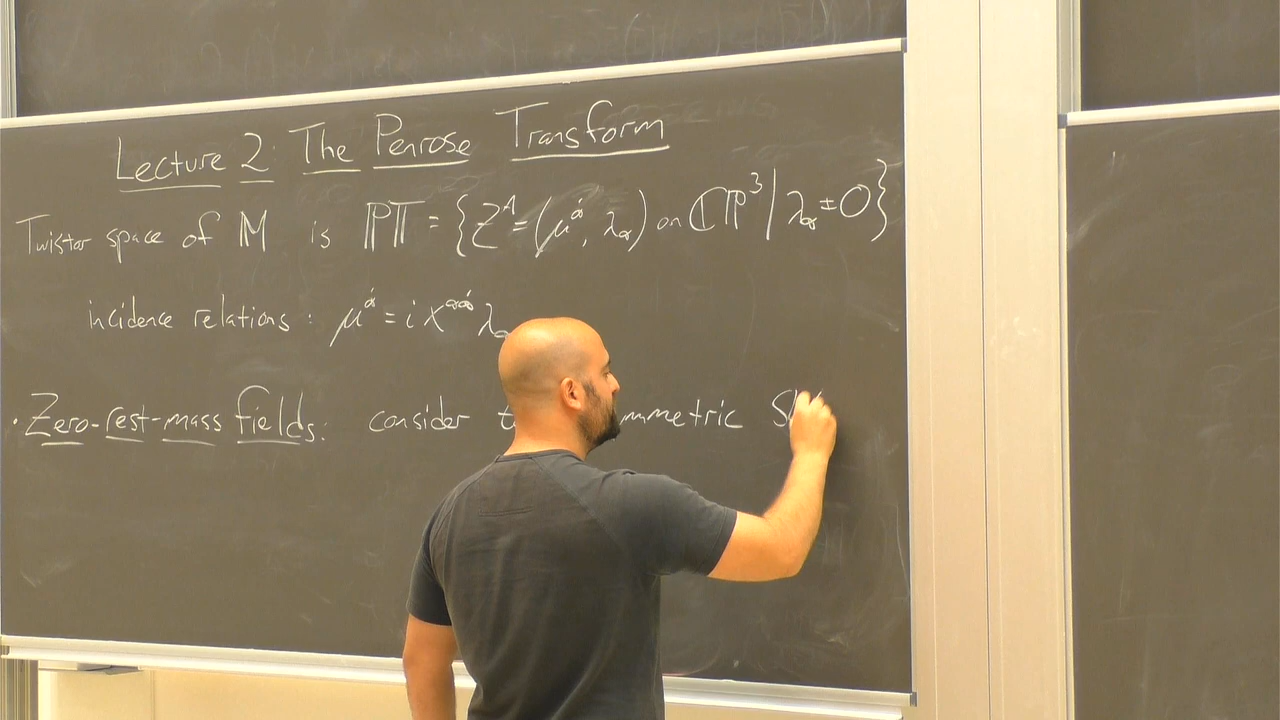 Lecture 2: The Penrose Transform
Twistor space of 𝕄 is ℙ𝕋 = {Z^A = (μ^α̇, λ_α) on ℂℙ³ | λ_α ≠ 0}
incidence relations: μ^α̇ = i x^αα̇ λ_α
· Zero-rest-mass fields: consider